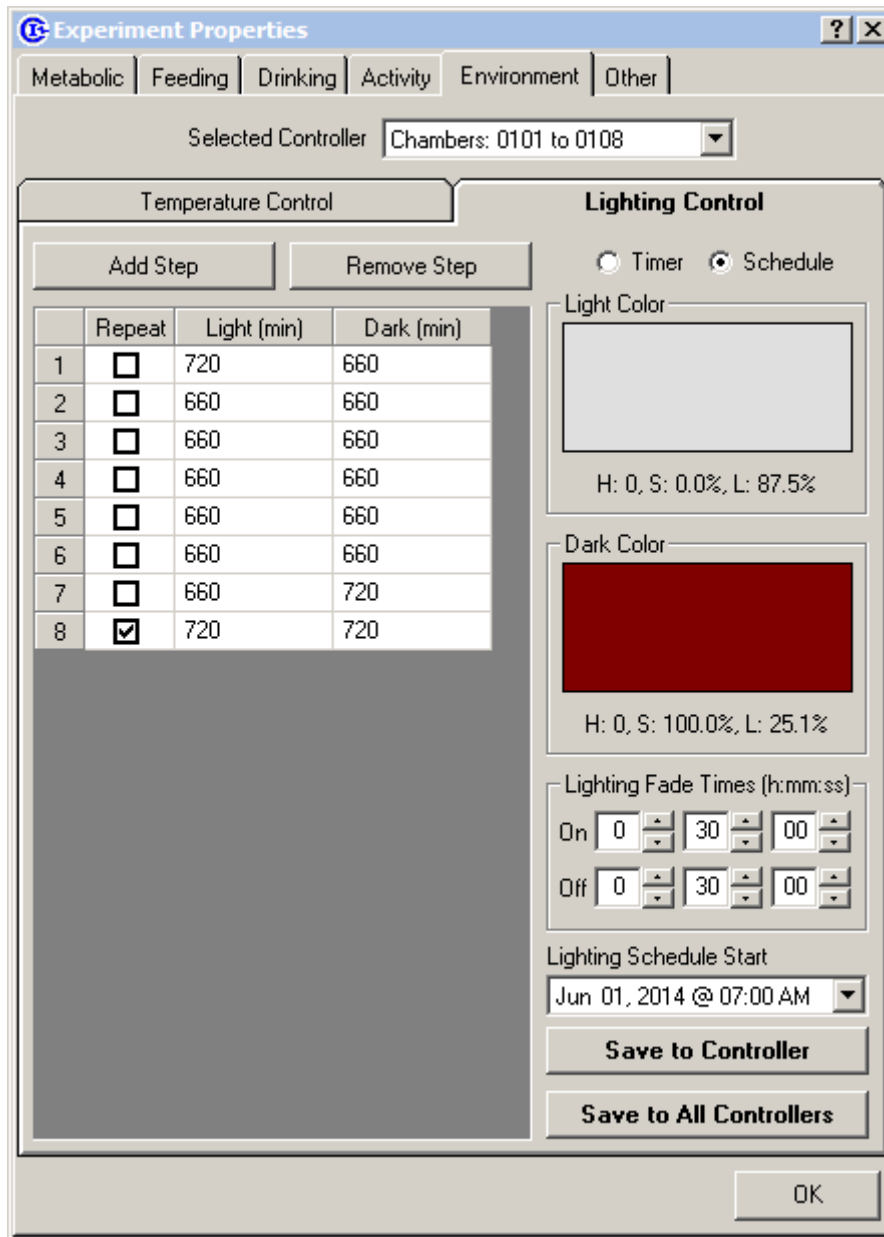 Experiment Properties
Metabolic Feeding Drinking Activity Environment Other
Selected Controller Chambers: 0101 to 0108
Temperature Control Lighting Control
Add Step Remove Step Timer Schedule
Repeat Light (min) Dark (min)
1 720 660
2 660 660
3 660 660
4 660 660
5 660 660
6 660 660
7 660 720
8 720 720
Light Color
H: 0, S: 0.0%, L: 87.5%
Dark Color
H: 0, S: 100.0%, L: 25.1%
Lighting Fade Times (h:mm:ss)
On 0 30 00
Off 0 30 00
Lighting Schedule Start
Jun 01, 2014 @ 07:00 AM
Save to Controller
Save to All Controllers
OK